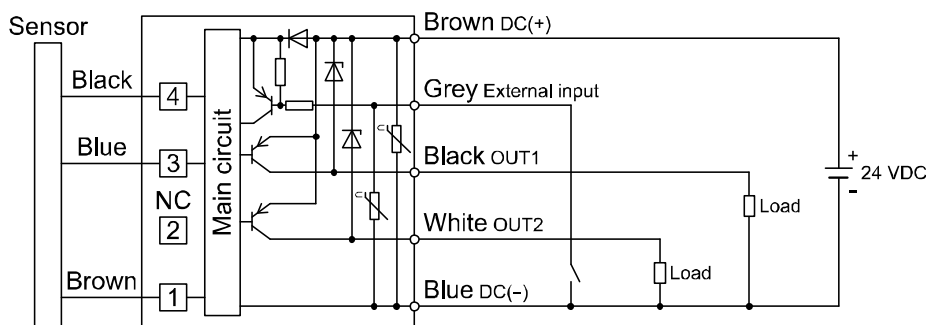 Sensor
Brown DC(+)
Black
4
Grey External input
Blue
3
Black OUT1
+
24 VDC
-
NC
2
Main circuit
White OUT2
Load
Load
Brown
1
Blue DC(−)
U
U